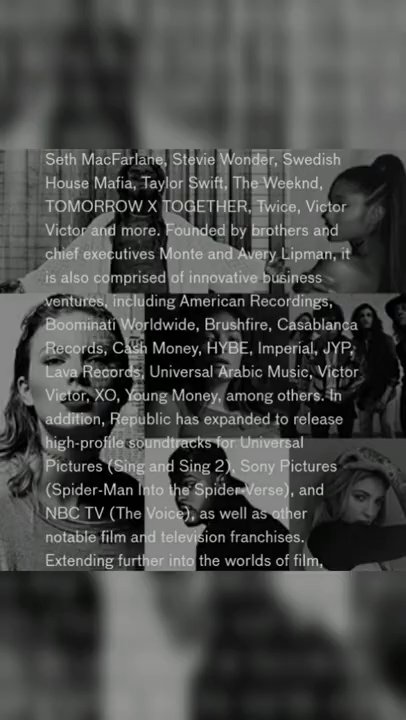 Seth MacFarlane, Stevie Wonder, Swedish
House Mafia, Taylor Swift, The Weeknd,
TOMORROW X TOGETHER, Twice, Victor
Victor and more. Founded by brothers and
chief executives Monte and Avery Lipman, it
is also comprised of innovative business
ventures, including American Recordings,
Boominati Worldwide, Brushfire, Casablanca
Records, Cash Money, HYBE, Imperial, JYP,
Lava Records, Universal Arabic Music, Victor
Victor, XO, Young Money, among others. In
addition, Republic has expanded to release
high-profile soundtracks for Universal
Pictures (Sing and Sing 2), Sony Pictures
(Spider-Man Into the Spider-Verse), and
NBC TV (The Voice), as well as other
notable film and television franchises.
Extending further into the worlds of film,